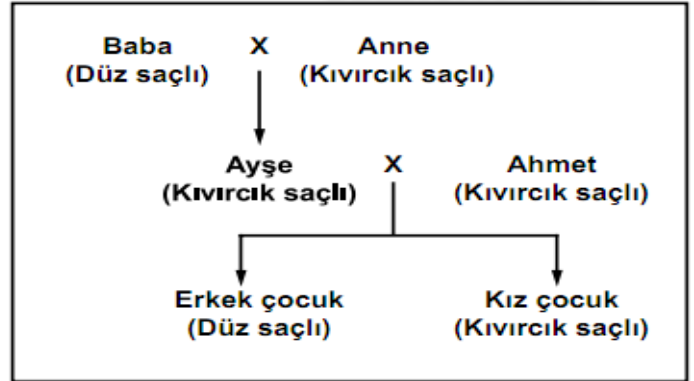 Baba X Anne
(Düz saçlı) (Kıvırcık saçlı)
Ayşe X Ahmet
(Kıvırcık saçlı) (Kıvırcık saçlı)
Erkek çocuk Kız çocuk
(Düz saçlı) (Kıvırcık saçlı)